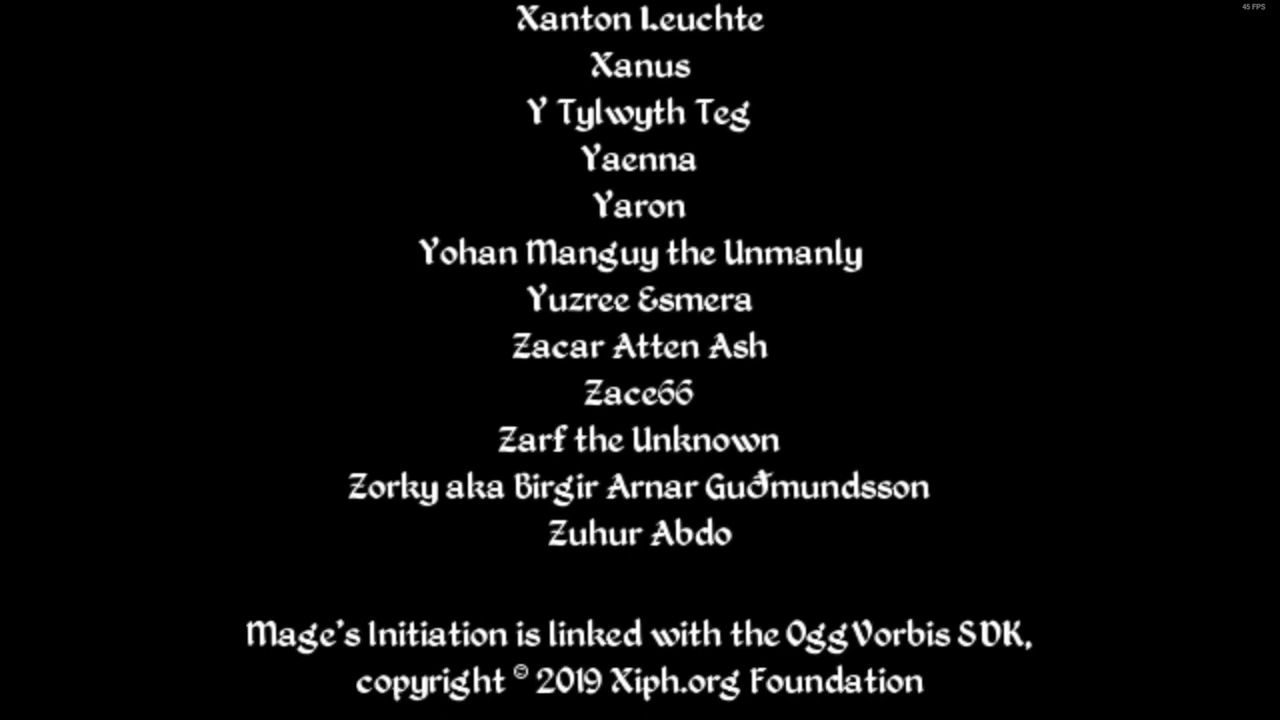 45 FPS
Xanton Leuchte
Xanus
Y Tylwyth Teg
Yaenna
Yaron
Yohan Manguy the Unmanly
Yuzree Esmera
Zacar Atten Ash
Zace66
Zarf the Unknown
Zorky aka Birgir Arnar Guðmundsson
Zuhur Abdo
Mage's Initiation is linked with the Ogg Vorbis SDK,
copyright © 2019 Xiph.org Foundation